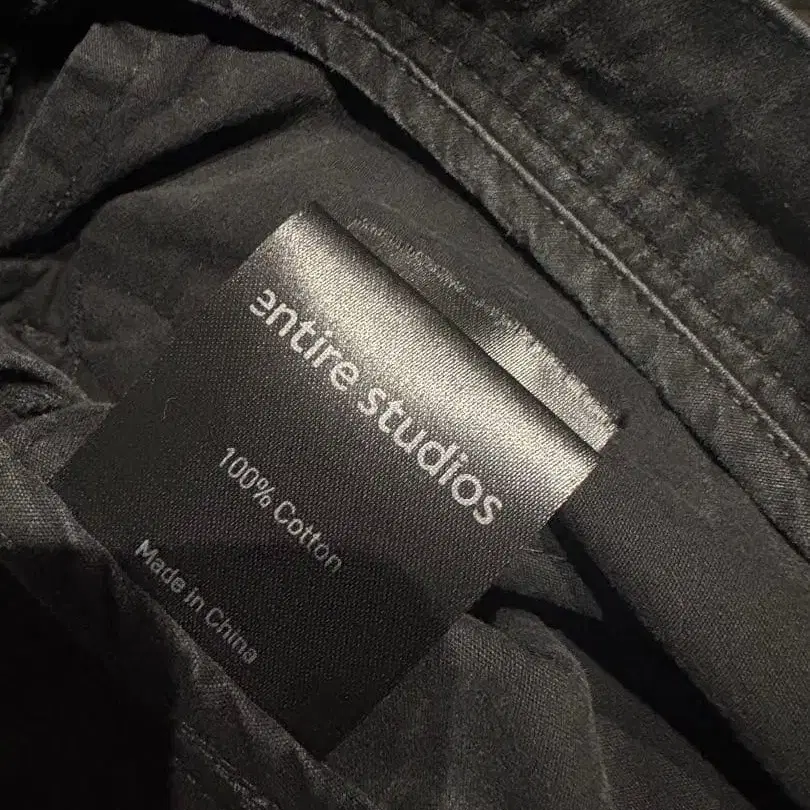 entire studios
100% Cotton
Made in China